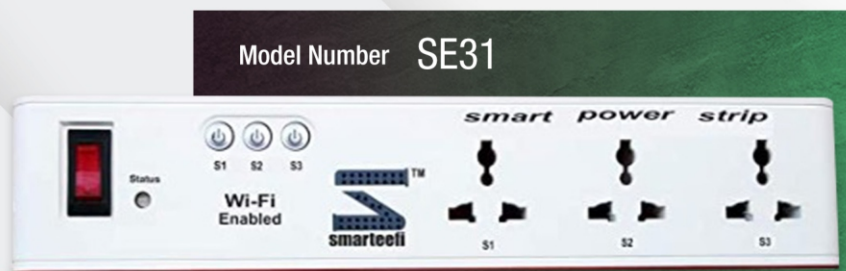 Model Number SE31
smart power strip
S1 S2 S3
Status
Wi-Fi
Enabled
TM
smarteefi
S1 S2 S3